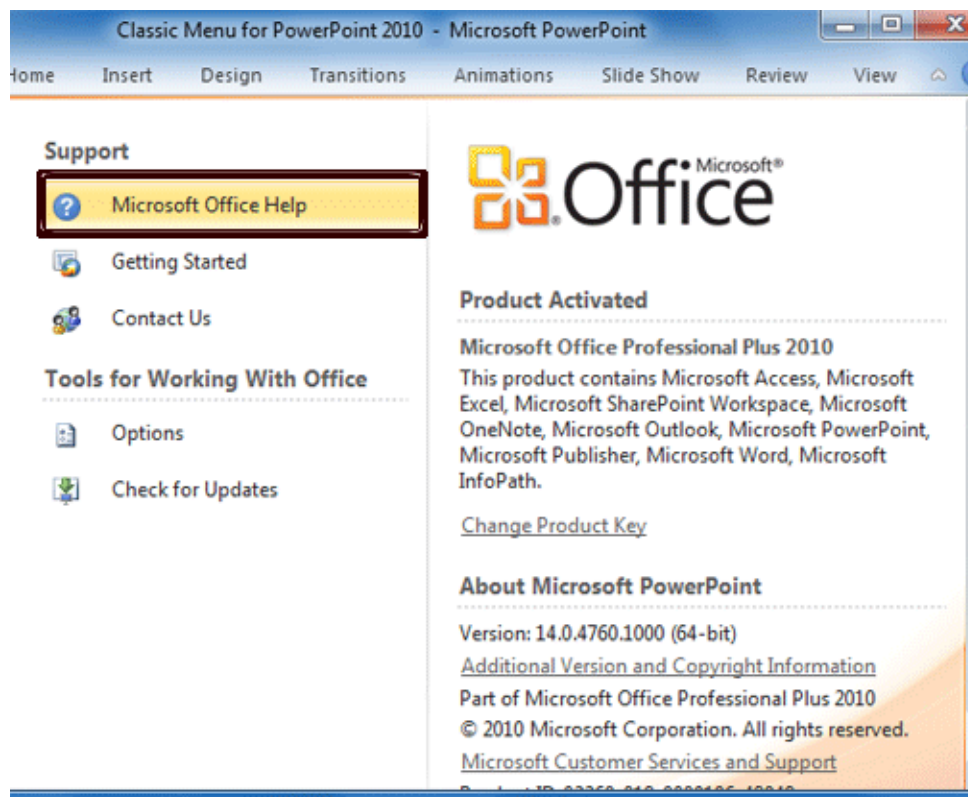 Classic Menu for PowerPoint 2010 - Microsoft PowerPoint
Home Insert Design Transitions Animations Slide Show Review View
Support
Microsoft Office Help
Getting Started
Contact Us
Tools for Working With Office
Options
Check for Updates
Microsoft®
Office
Product Activated
Microsoft Office Professional Plus 2010
This product contains Microsoft Access, Microsoft
Excel, Microsoft SharePoint Workspace, Microsoft
OneNote, Microsoft Outlook, Microsoft PowerPoint,
Microsoft Publisher, Microsoft Word, Microsoft
InfoPath.
Change Product Key
About Microsoft PowerPoint
Version: 14.0.4760.1000 (64-bit)
Additional Version and Copyright Information
Part of Microsoft Office Professional Plus 2010
© 2010 Microsoft Corporation. All rights reserved.
Microsoft Customer Services and Support